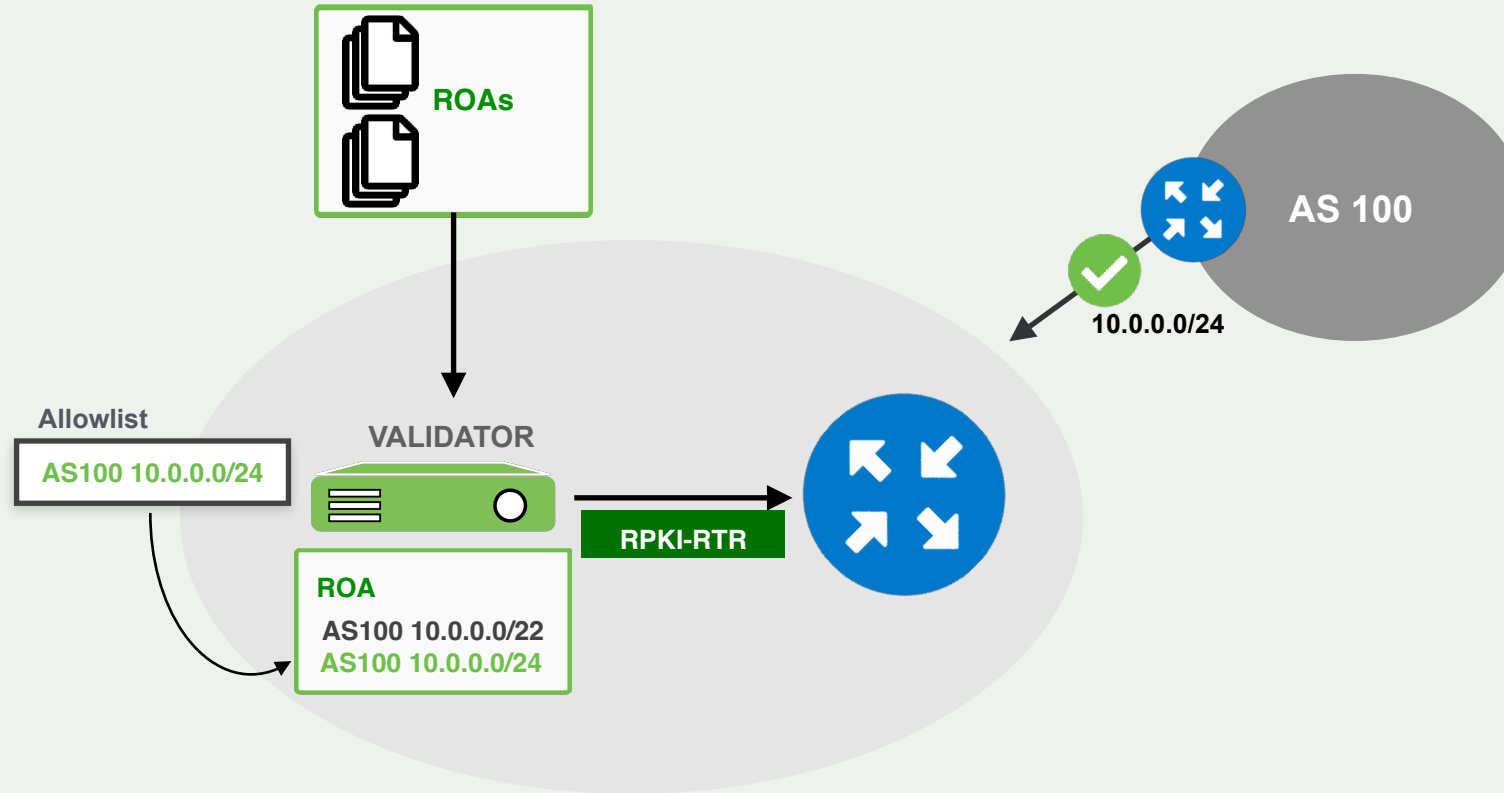 ROAs
AS 100
10.0.0.0/24
Allowlist
AS100 10.0.0.0/24
VALIDATOR
RPKI-RTR
ROA
AS100 10.0.0.0/22
AS100 10.0.0.0/24